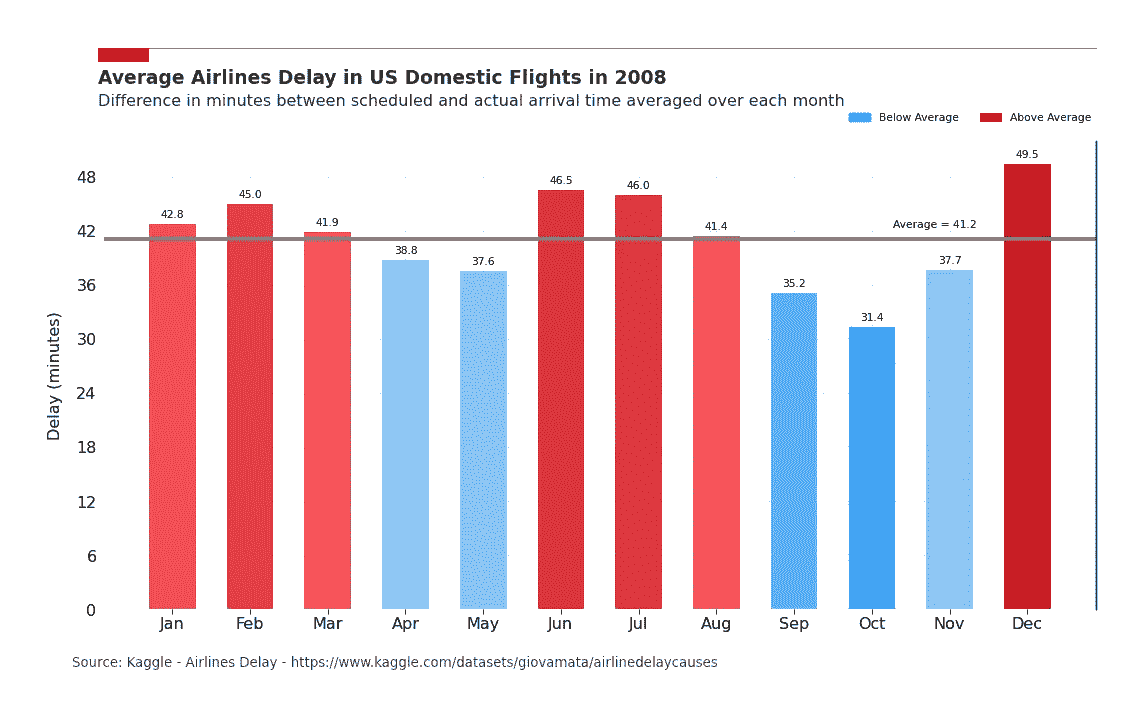 Average Airlines Delay in US Domestic Flights in 2008
Difference in minutes between scheduled and actual arrival time averaged over each month
Below Average Above Average
49.5
48
46.5 46.0
45.0
42.8
41.9 41.4
Average = 41.2
42
38.8 37.6 37.7
36
35.2
31.4
30
24
18
12
6
0
Delay (minutes)
Jan Feb Mar Apr May Jun Jul Aug Sep Oct Nov Dec
Source: Kaggle - Airlines Delay - https://www.kaggle.com/datasets/giovamata/airlinedelaycauses